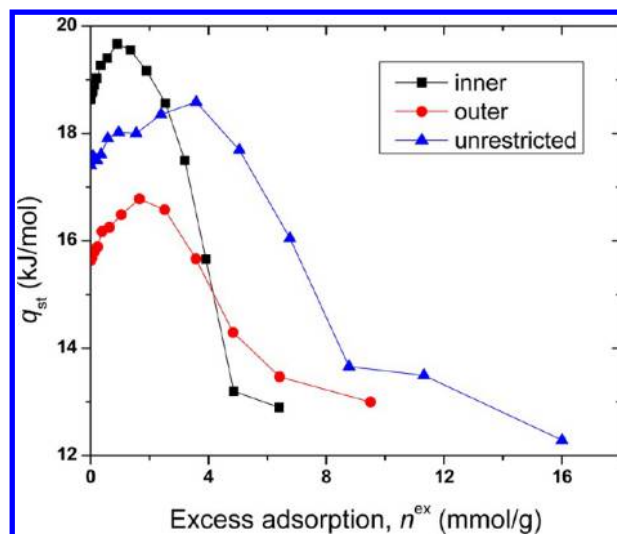 20
18
16
14
12
q_st (kJ/mol)
inner
outer
unrestricted
0 4 8 12 16
Excess adsorption, n^ex (mmol/g)